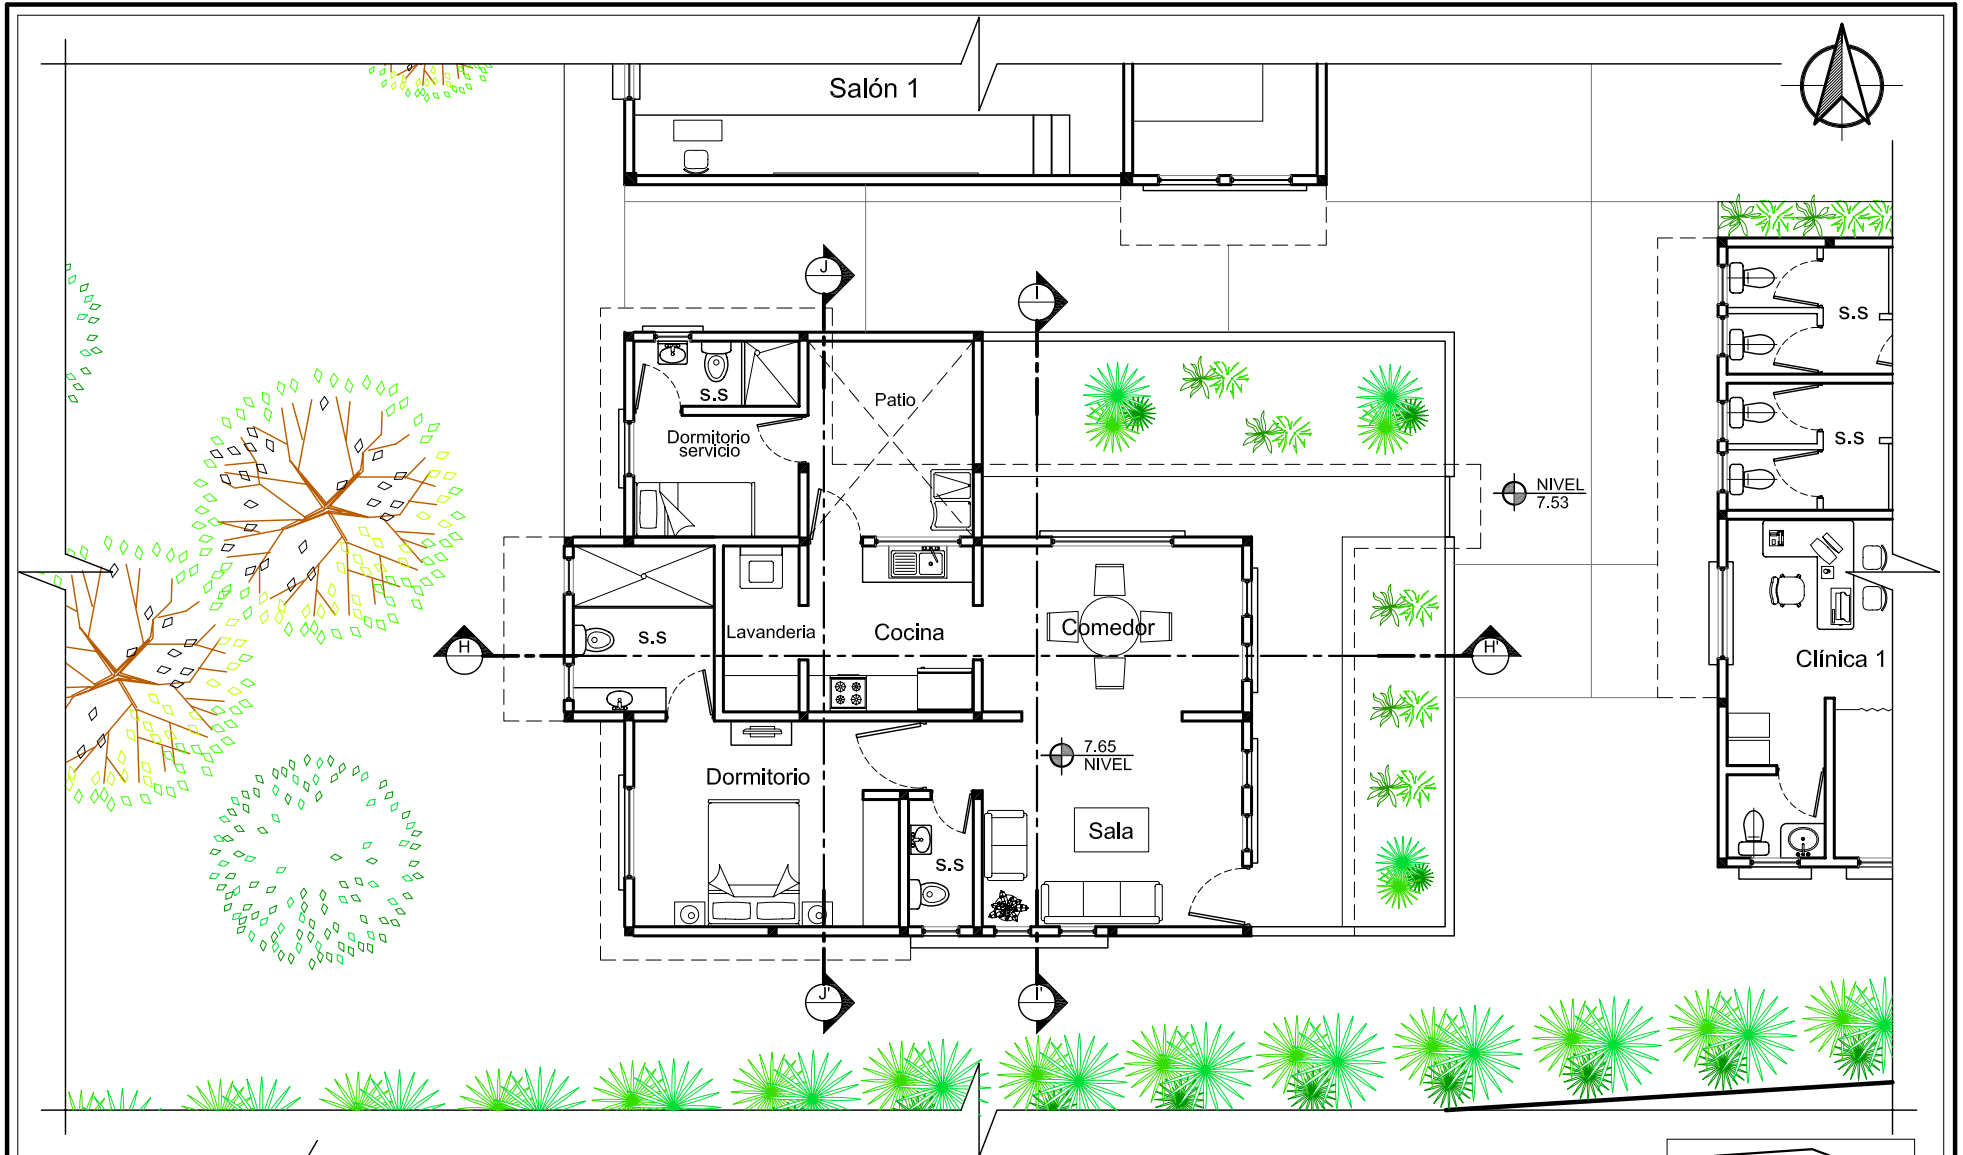 Salón 1
J
I
s.s
s.s
Patio
Dormitorio
servicio
s.s
NIVEL
7.53
s.s
Lavanderia
Cocina
Comedor
H
H'
Clínica 1
7.65
NIVEL
Dormitorio
Sala
s.s
J'
I'